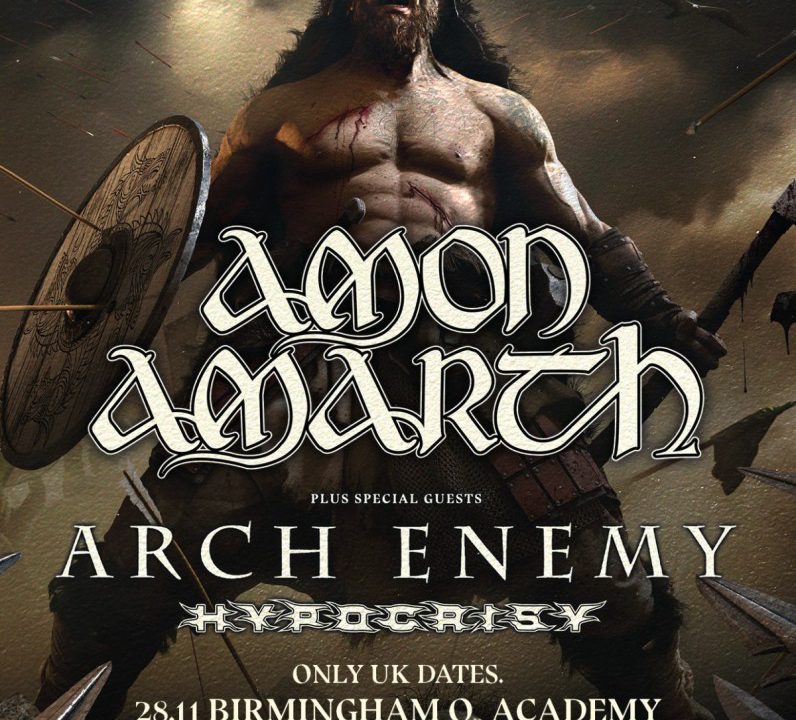 AMON
AMARTH
PLUS SPECIAL GUESTS
ARCH ENEMY
HYPOCRISY
ONLY UK DATES.
28.11 BIRMINGHAM O₂ ACADEMY